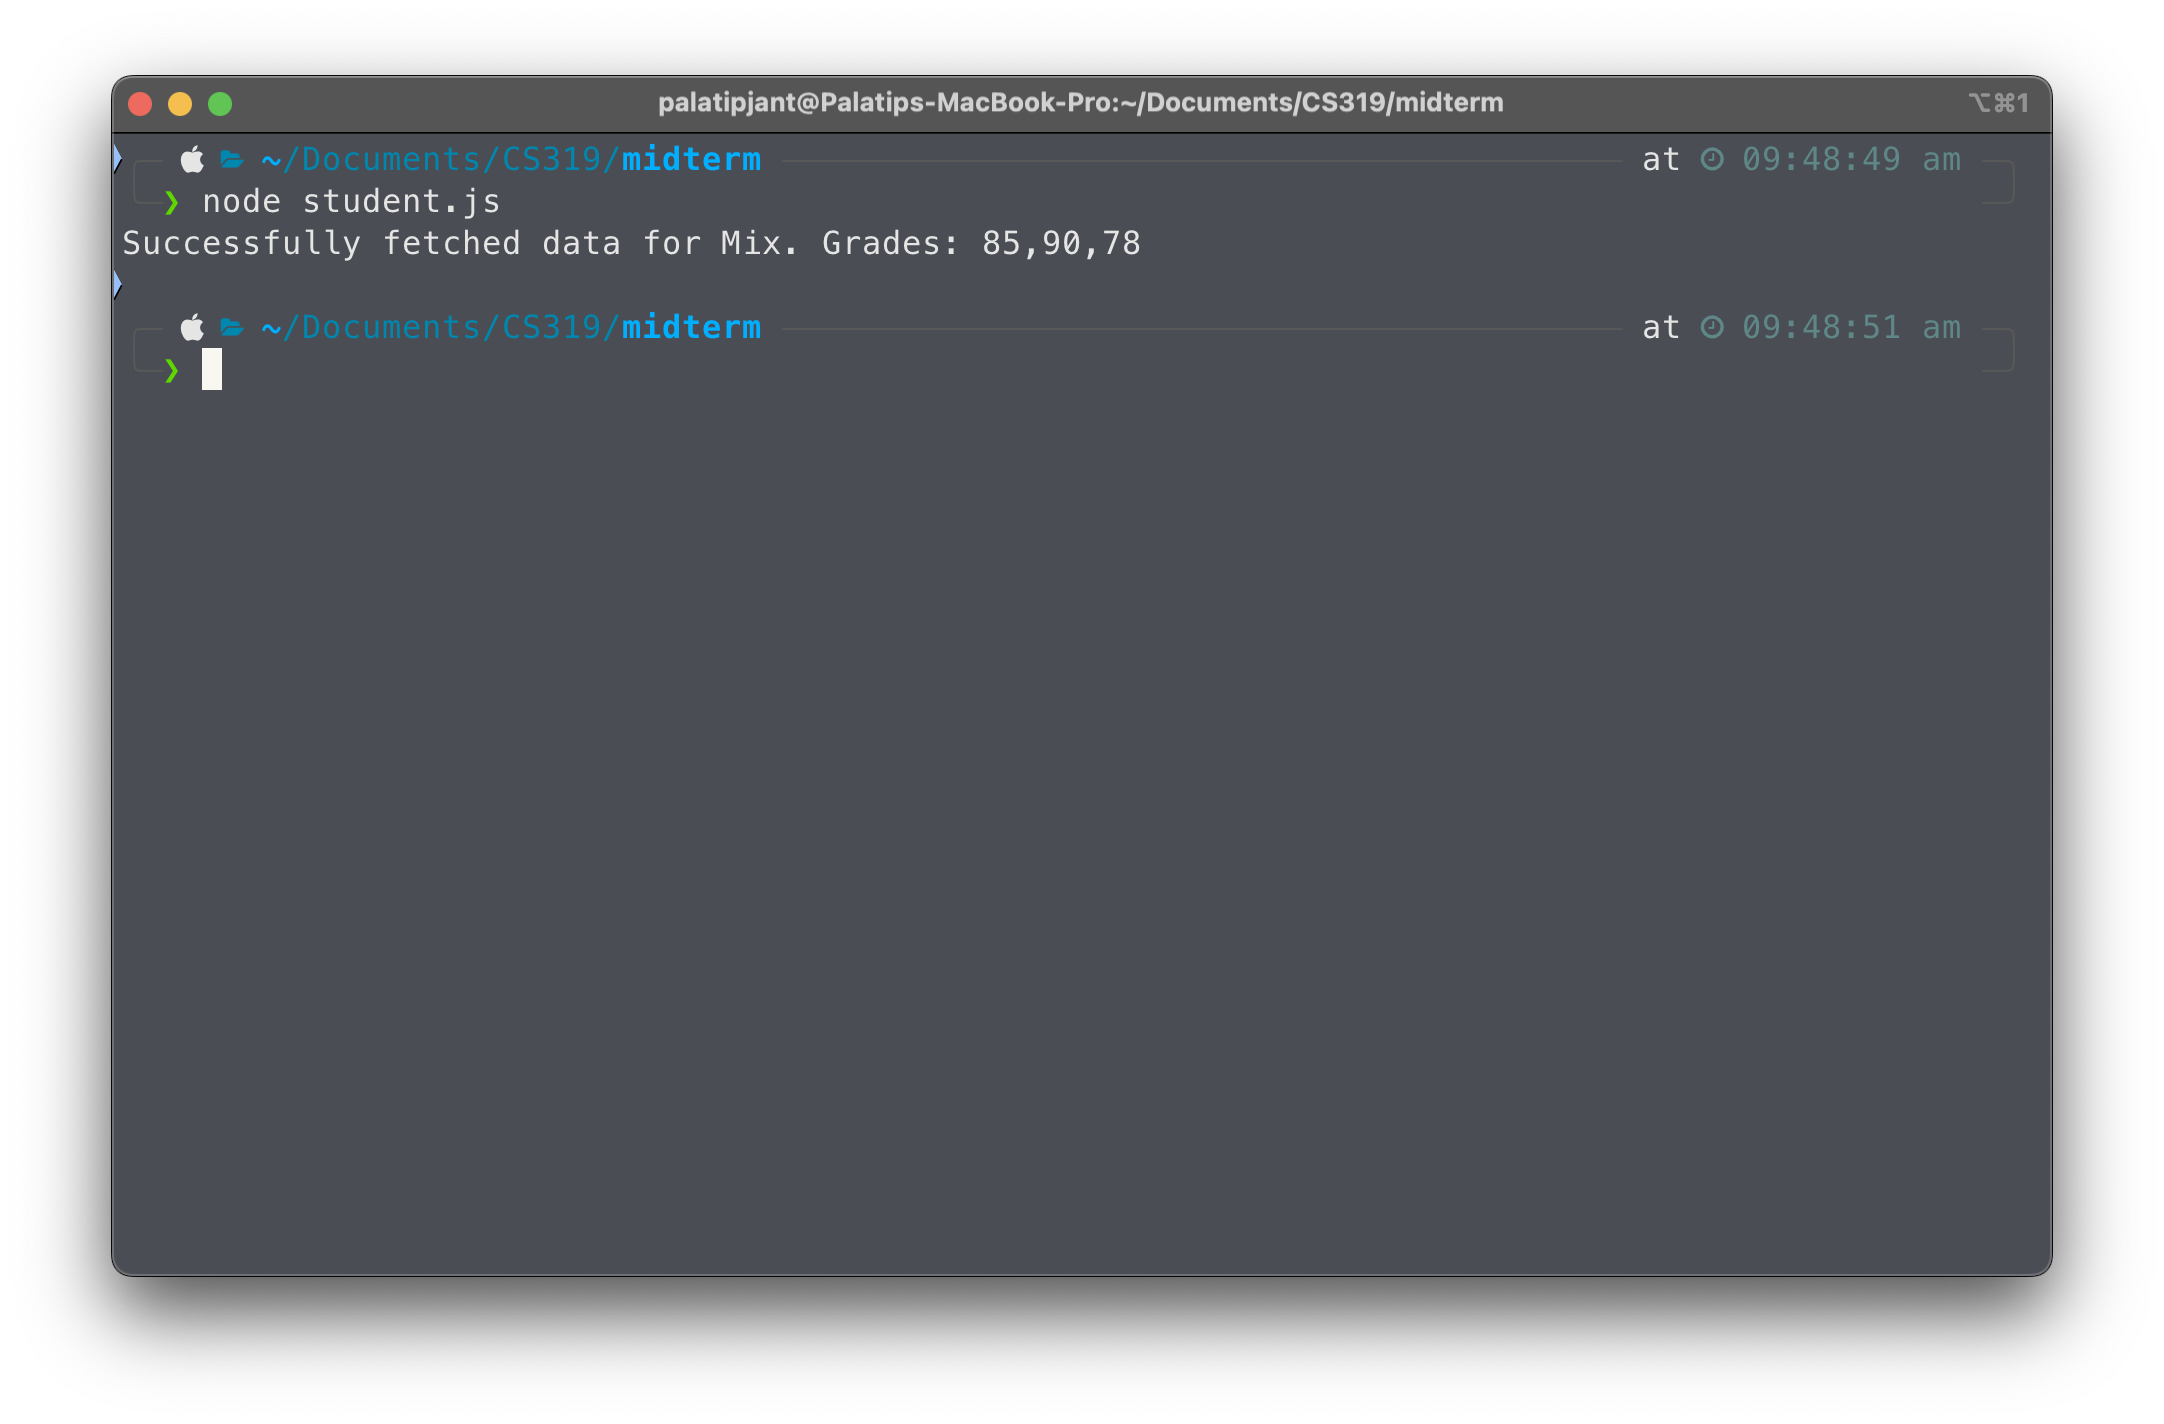 palatipjant@Palatips-MacBook-Pro:~/Documents/CS319/midterm ⌥⌘1
~/Documents/CS319/midterm at 09:48:49 am
❯ node student.js
Successfully fetched data for Mix. Grades: 85,90,78
~/Documents/CS319/midterm at 09:48:51 am
❯